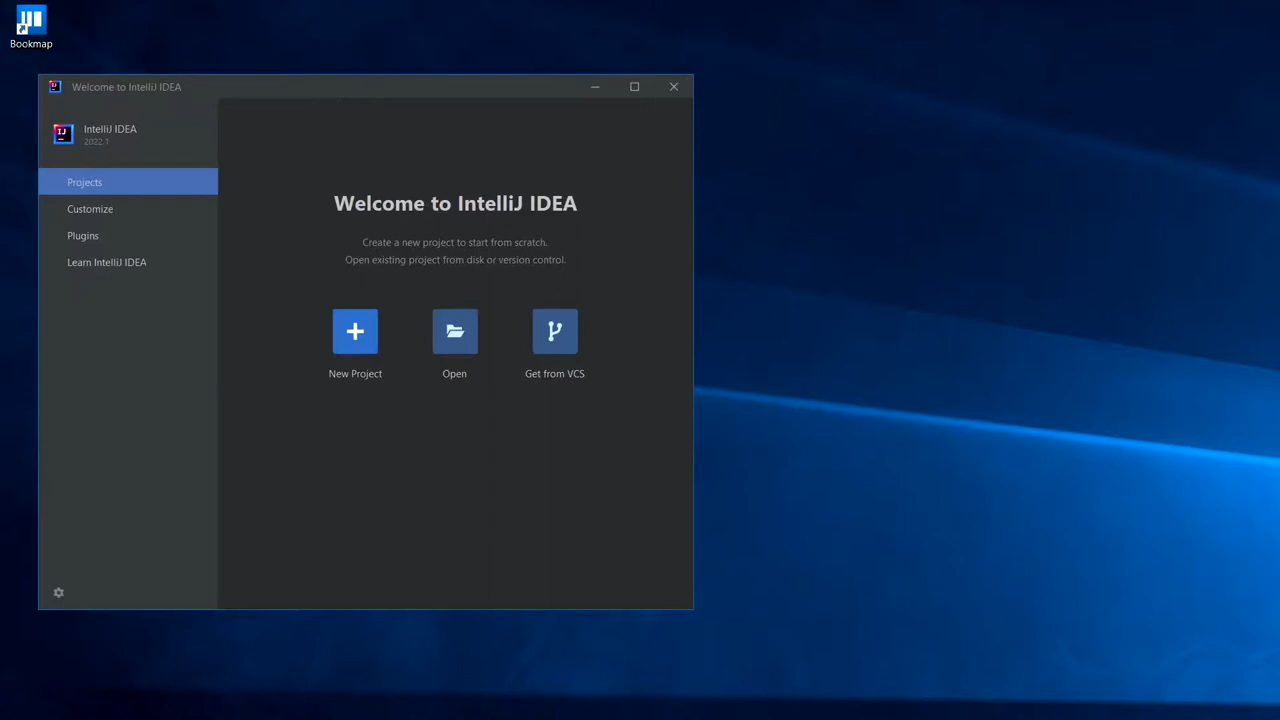 Bookmap
Welcome to IntelliJ IDEA
IntelliJ IDEA
2022.1
Projects
Customize
Plugins
Learn IntelliJ IDEA
Welcome to IntelliJ IDEA
Create a new project to start from scratch.
Open existing project from disk or version control.
New Project
Open
Get from VCS